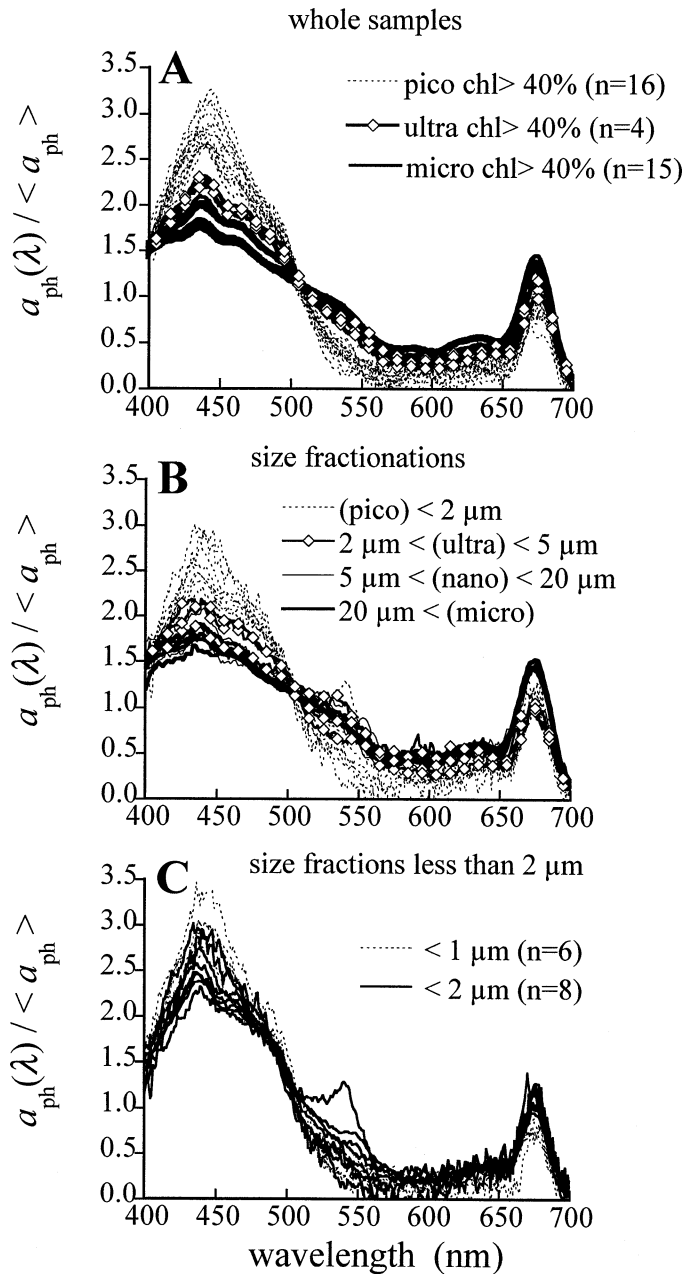 whole samples
A
3.5
3.0
2.5
2.0
1.5
1.0
0.5
0.0
a_ph(λ) / < a_ph >
pico chl> 40% (n=16)
ultra chl> 40% (n=4)
micro chl> 40% (n=15)
400 450 500 550 600 650 700
size fractionations
B
3.5
3.0
2.5
2.0
1.5
1.0
0.5
0.0
a_ph(λ) / < a_ph >
(pico) < 2 µm
2 µm < (ultra) < 5 µm
5 µm < (nano) < 20 µm
20 µm < (micro)
400 450 500 550 600 650 700
size fractions less than 2 µm
C
3.5
3.0
2.5
2.0
1.5
1.0
0.5
0.0
a_ph(λ) / < a_ph >
< 1 µm (n=6)
< 2 µm (n=8)
400 450 500 550 600 650 700
wavelength (nm)